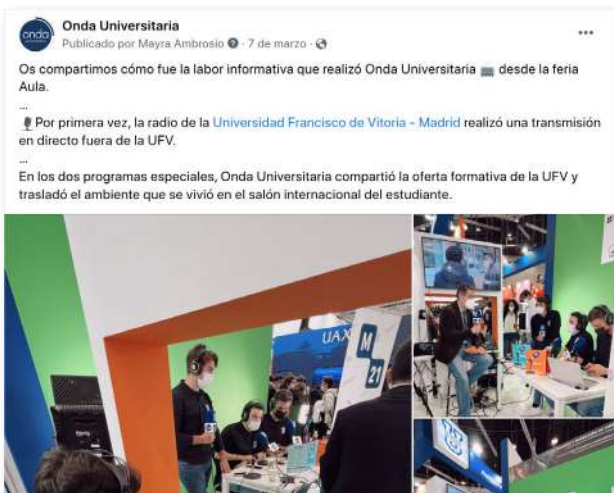 onda
Onda Universitaria
Publicado por Mayra Ambrosio · 7 de marzo ·
Os compartimos cómo fue la labor informativa que realizó Onda Universitaria desde la feria
Aula.
...
Por primera vez, la radio de la Universidad Francisco de Vitoria – Madrid realizó una transmisión
en directo fuera de la UFV.
...
En los dos programas especiales, Onda Universitaria compartió la oferta formativa de la UFV y
trasladó el ambiente que se vivió en el salón internacional del estudiante.
UAX
M
21